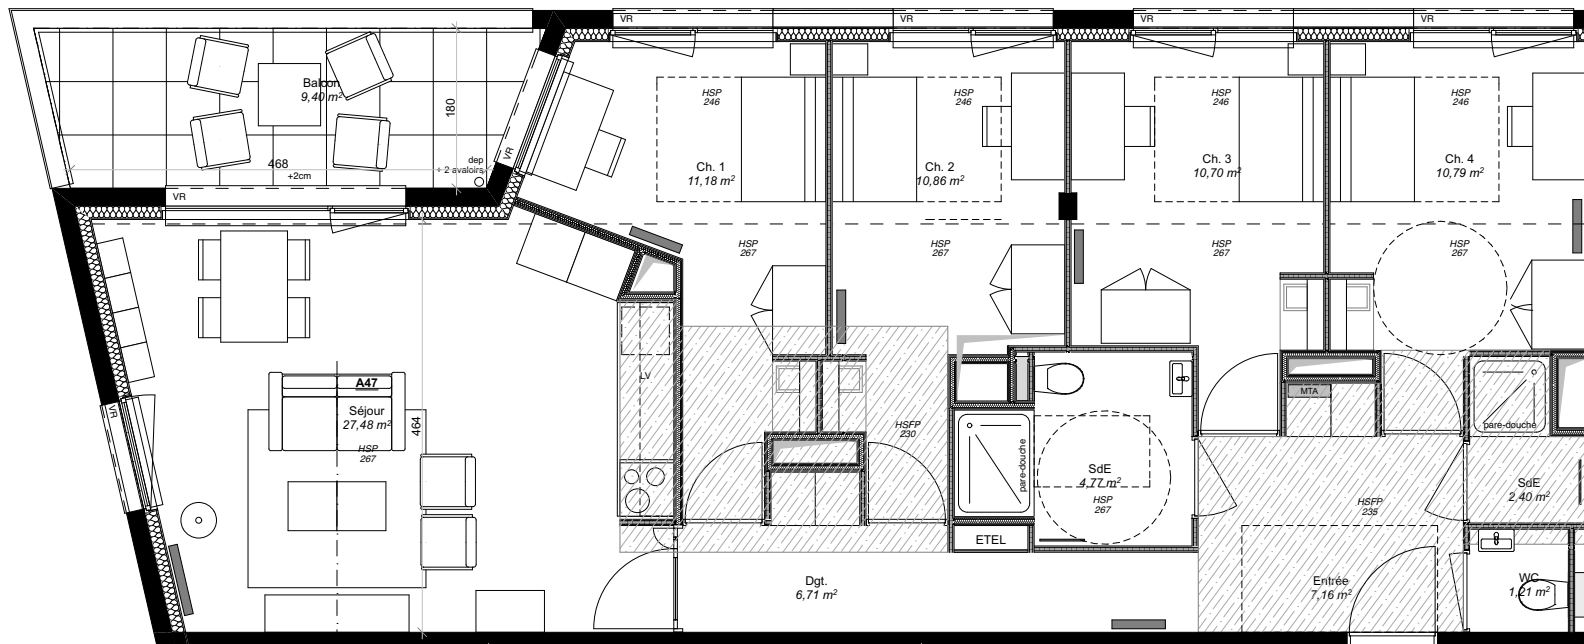 VR
VR
VR
VR
Balcon
9,40 m²
180
468
+2cm
dep
+ 2 avaloirs
VR
VR
HSP
246
HSP
246
HSP
246
HSP
246
Ch. 1
11,18 m²
Ch. 2
10,86 m²
Ch. 3
10,70 m²
Ch. 4
10,79 m²
HSP
267
HSP
267
HSP
267
HSP
267
LV
A47
Séjour
27,48 m²
HSP
267
464
VR
HSFP
230
MTA
pare-douche
pare-douche
SdE
4,77 m²
HSP
267
SdE
2,40 m²
HSFP
235
ETEL
Dgt.
6,71 m²
Entrée
7,16 m²
WC
1,21 m²